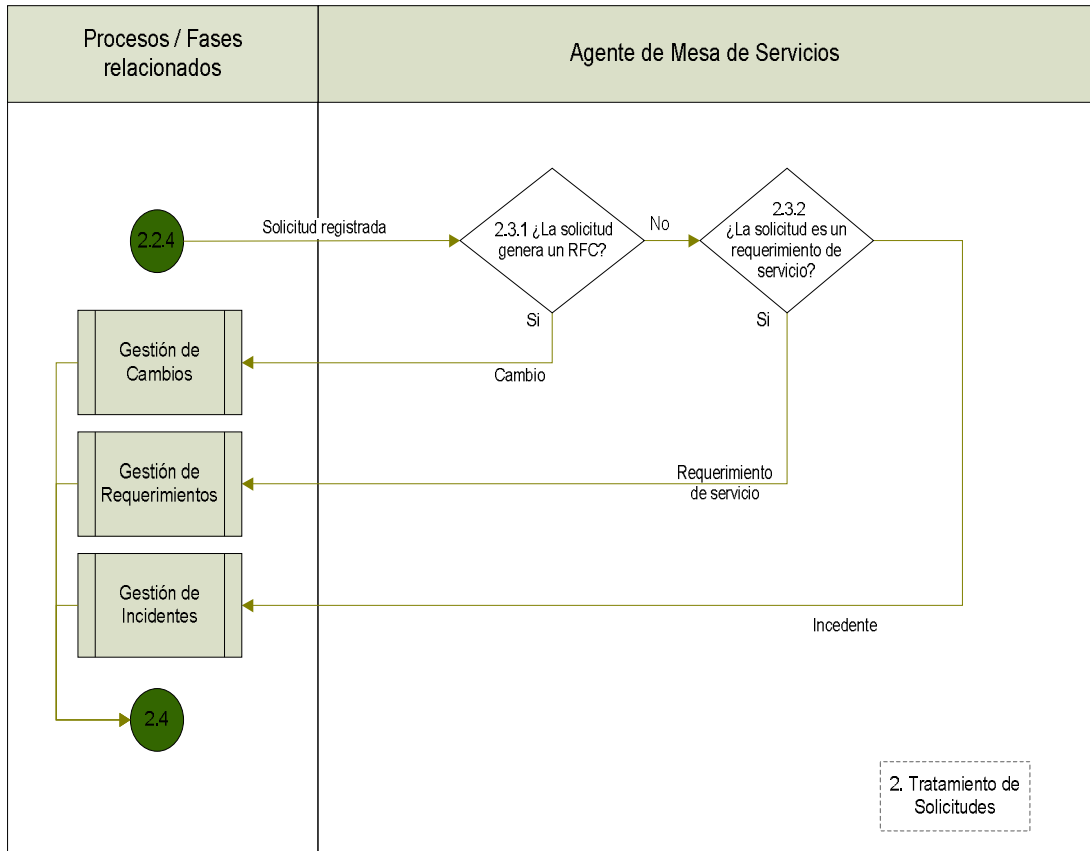 Procesos / Fases
relacionados
Agente de Mesa de Servicios
2.2.4
Solicitud registrada
2.3.1 ¿La solicitud
genera un RFC?
No
2.3.2
¿La solicitud es un
requerimiento de
servicio?
Si
Si
Gestión de
Cambios
Cambio
Gestión de
Requerimientos
Requerimiento
de servicio
Gestión de
Incidentes
Incedente
2.4
2. Tratamiento de
Solicitudes